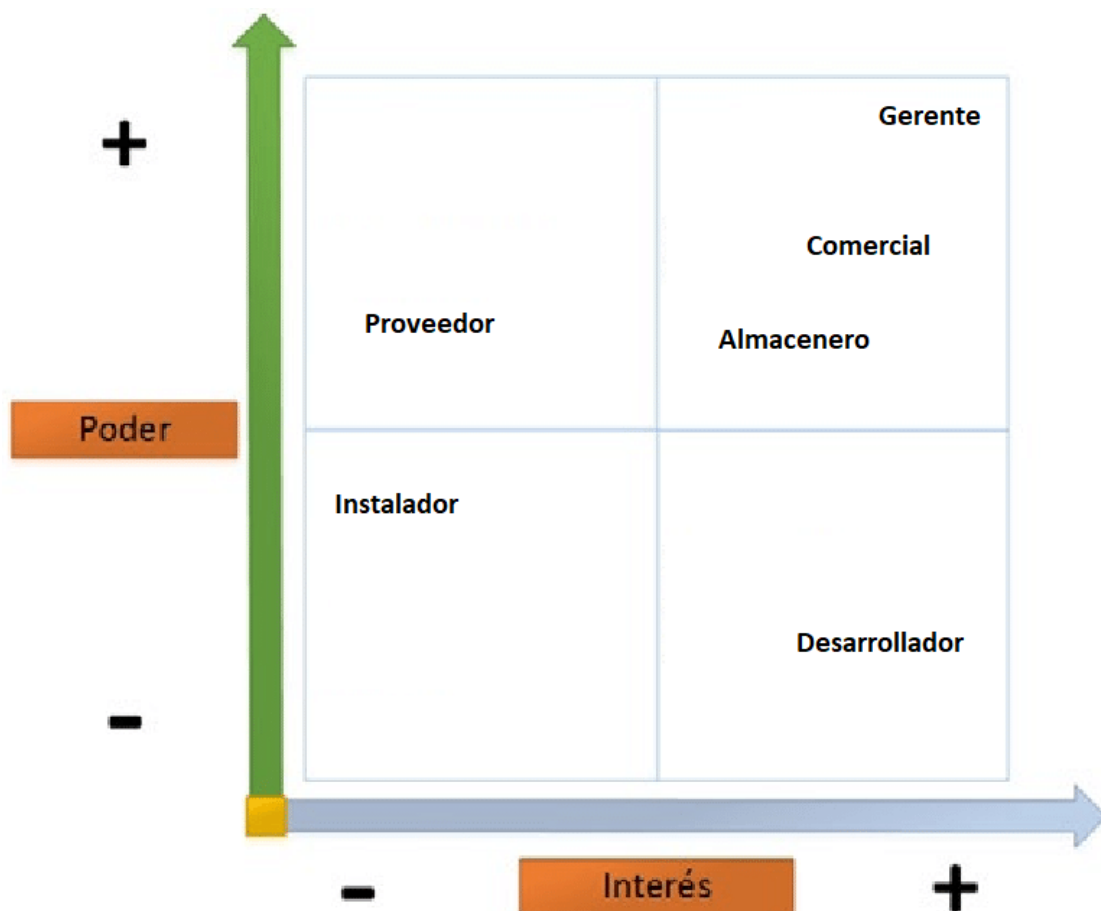 +
Gerente
Comercial
Proveedor
Almacenero
Poder
Instalador
Desarrollador
-
- Interés +